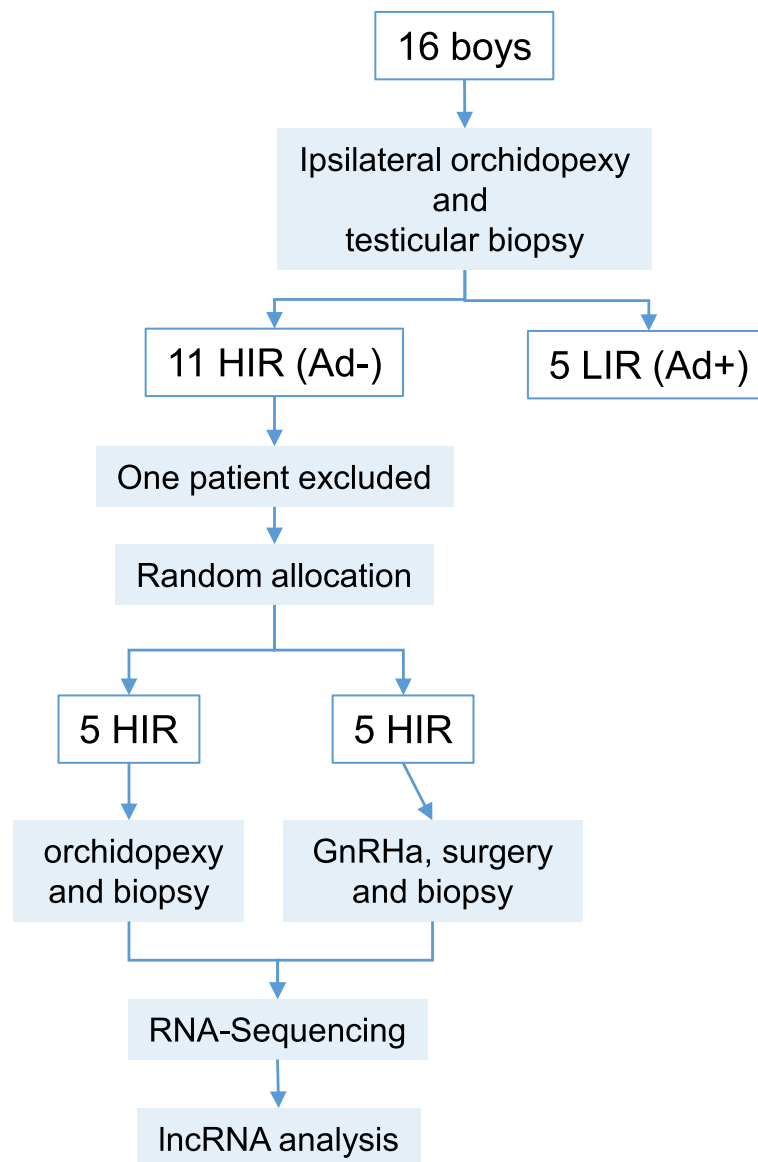 16 boys
Ipsilateral orchidopexy
and
testicular biopsy
11 HIR (Ad-)
5 LIR (Ad+)
One patient excluded
Random allocation
5 HIR
5 HIR
orchidopexy
and biopsy
GnRHa, surgery
and biopsy
RNA-Sequencing
lncRNA analysis